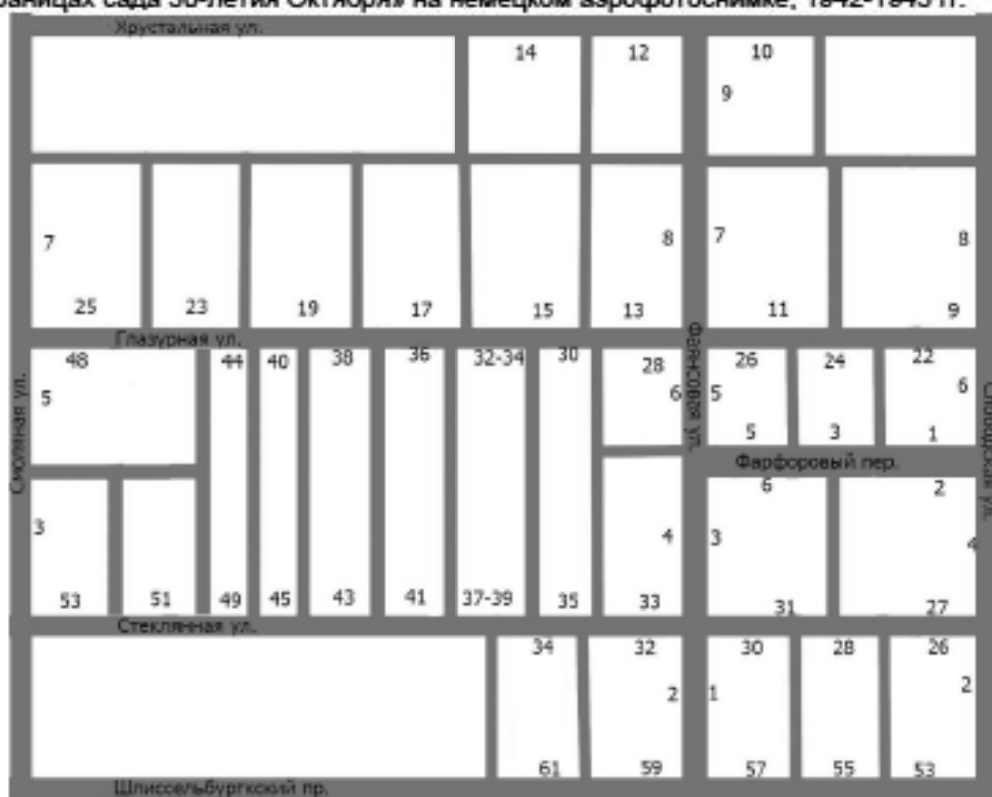 раницах сада 30-летия Октября» на немецком аэрофотоснимке, 1942-1943 гг.
Хрустальная ул.
14 12 10
9
7 8 7 8
25 23 19 17 15 13 11 9
Глазурная ул.
48 44 40 38 36 32-34 30 28 26 24 22
5 6 5 6
5 3 1
Смоляная ул.
Фаянсовая ул.
Слободская ул.
Фарфоровый пер.
6 2
3 4 3 4
53 51 49 45 43 41 37-39 35 33 31 27
Стеклянная ул.
34 32 30 28 26
2 1 2
61 59 57 55 53
Шлиссельбургкский пр.